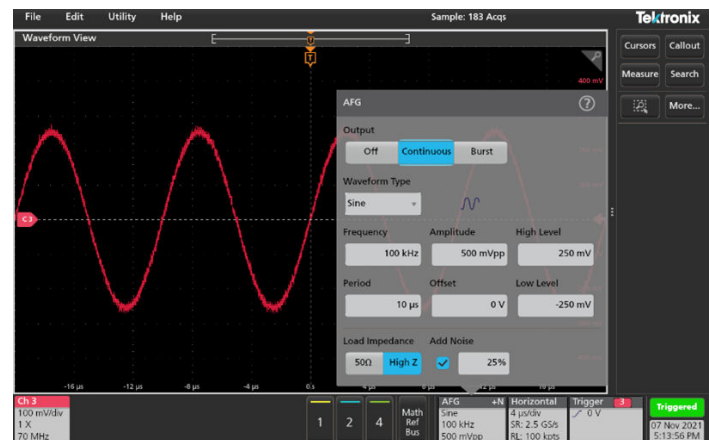 File Edit Utility Help Sample: 183 Acqs Tektronix
Waveform View
T
T
400 mV
Cursors Callout
Measure Search
More...
AFG ?
Output
Off Continuous Burst
Waveform Type
Sine
C3
Frequency Amplitude High Level
100 kHz 500 mVpp 250 mV
Period Offset Low Level
10 µs 0 V -250 mV
Load Impedance Add Noise
50Ω High Z 25%
-16 µs -12 µs -8 µs -4 µs 0 s
Ch 3
100 mV/div
1 X
70 MHz
1 2 4
Math
Ref
Bus
AFG +N
Sine
100 kHz
500 mVpp
Horizontal
4 µs/div
SR: 2.5 GS/s
RL: 100 kpts
Trigger 3
0 V
Triggered
07 Nov 2021
5:13:56 PM